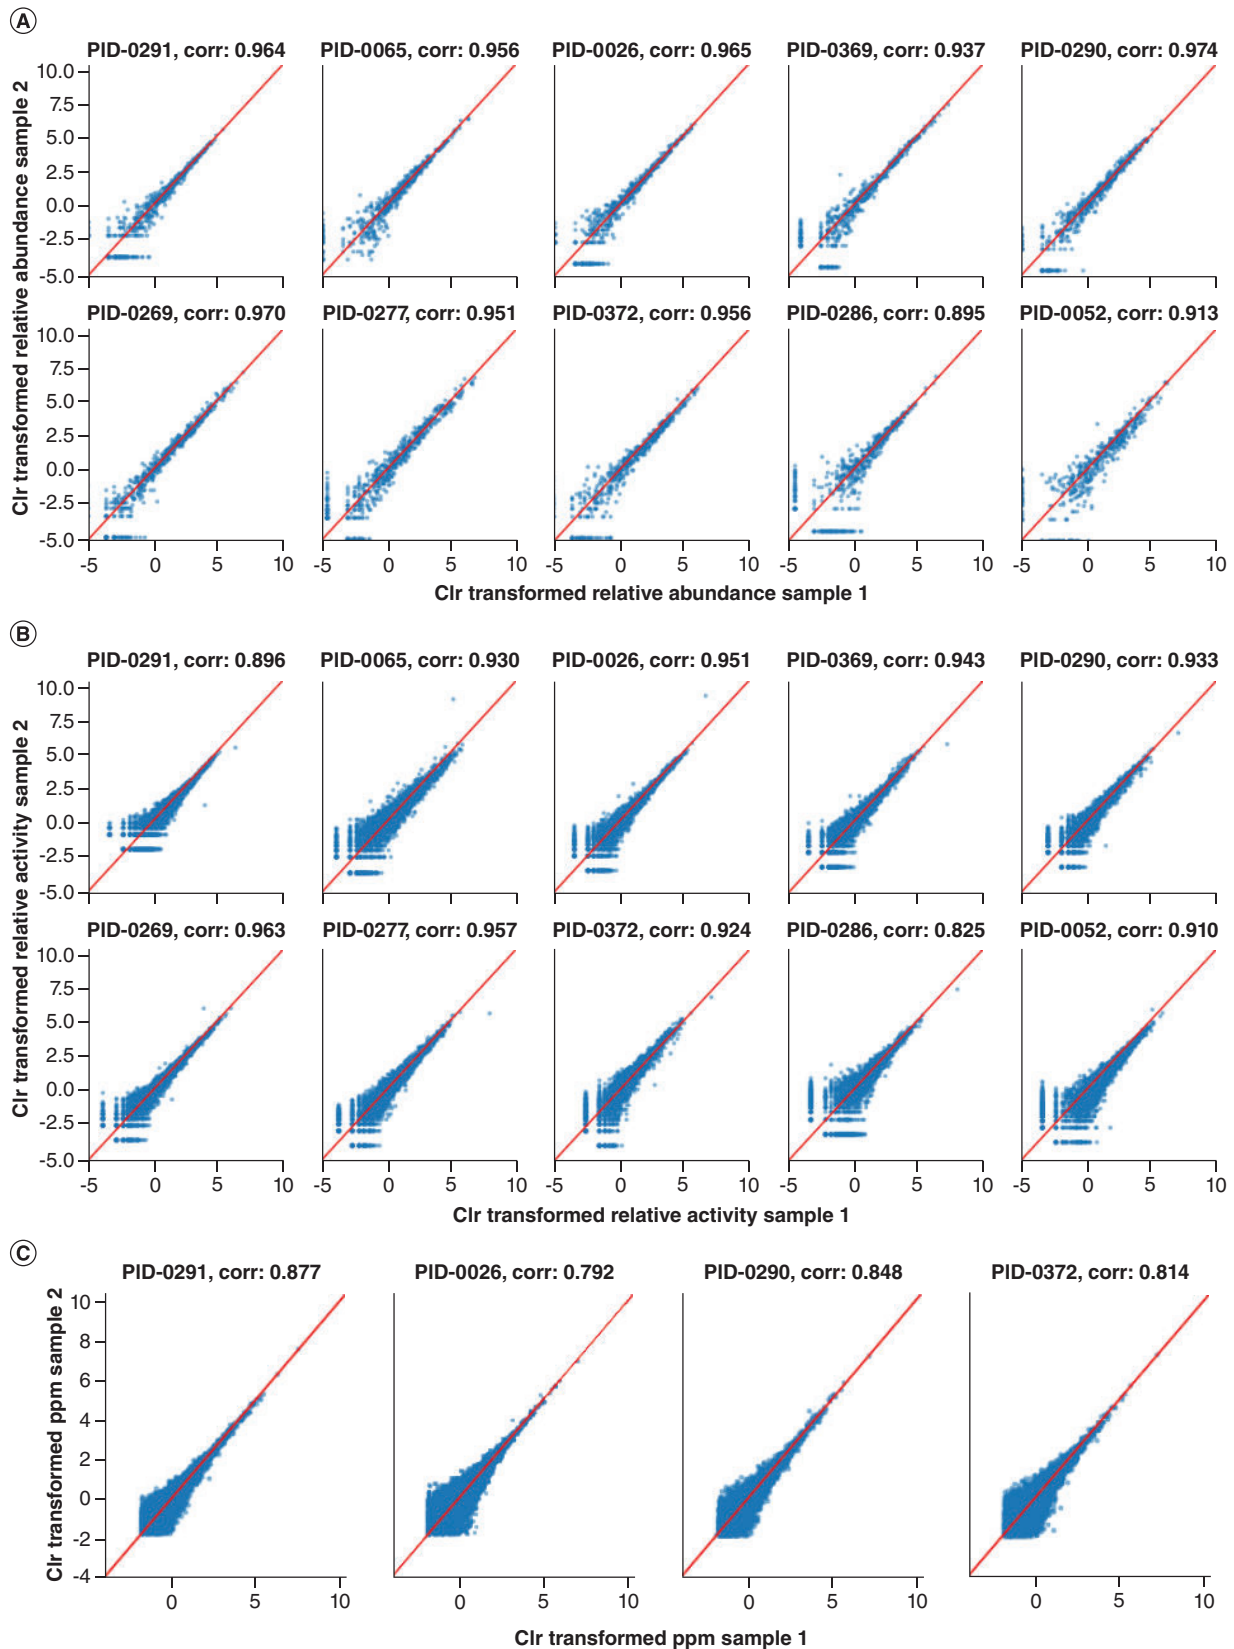 A
PID-0291, corr: 0.964
PID-0065, corr: 0.956
PID-0026, corr: 0.965
PID-0369, corr: 0.937
PID-0290, corr: 0.974
Clr transformed relative abundance sample 2
10.0
7.5
5.0
2.5
0.0
-2.5
-5.0
PID-0269, corr: 0.970
PID-0277, corr: 0.951
PID-0372, corr: 0.956
PID-0286, corr: 0.895
PID-0052, corr: 0.913
10.0
7.5
5.0
2.5
0.0
-2.5
-5.0
-5 0 5 10 -5 0 5 10 -5 0 5 10 -5 0 5 10 -5 0 5 10
Clr transformed relative abundance sample 1
B
PID-0291, corr: 0.896
PID-0065, corr: 0.930
PID-0026, corr: 0.951
PID-0369, corr: 0.943
PID-0290, corr: 0.933
Clr transformed relative activity sample 2
10.0
7.5
5.0
2.5
0.0
-2.5
-5.0
PID-0269, corr: 0.963
PID-0277, corr: 0.957
PID-0372, corr: 0.924
PID-0286, corr: 0.825
PID-0052, corr: 0.910
10.0
7.5
5.0
2.5
0.0
-2.5
-5.0
-5 0 5 10 -5 0 5 10 -5 0 5 10 -5 0 5 10 -5 0 5 10
Clr transformed relative activity sample 1
C
PID-0291, corr: 0.877
PID-0026, corr: 0.792
PID-0290, corr: 0.848
PID-0372, corr: 0.814
Clr transformed ppm sample 2
10
8
6
4
2
0
-2
-4
0 5 10 0 5 10 0 5 10 0 5 10
Clr transformed ppm sample 1